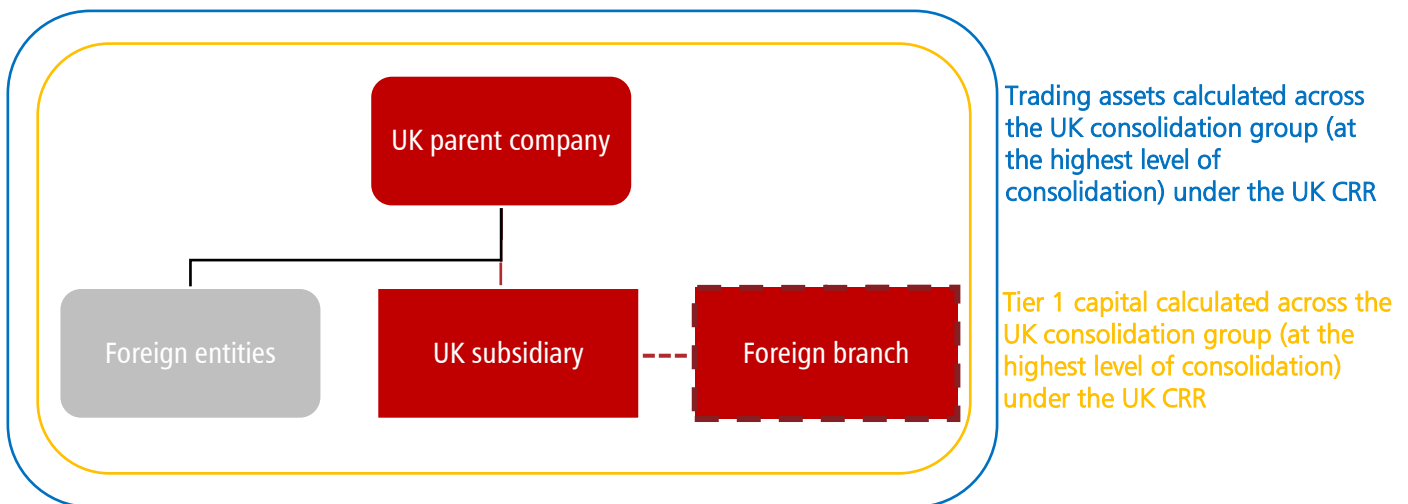 UK parent company
Foreign entities
UK subsidiary
Foreign branch
Trading assets calculated across
the UK consolidation group (at
the highest level of
consolidation) under the UK CRR
Tier 1 capital calculated across the
UK consolidation group (at the
highest level of consolidation)
under the UK CRR